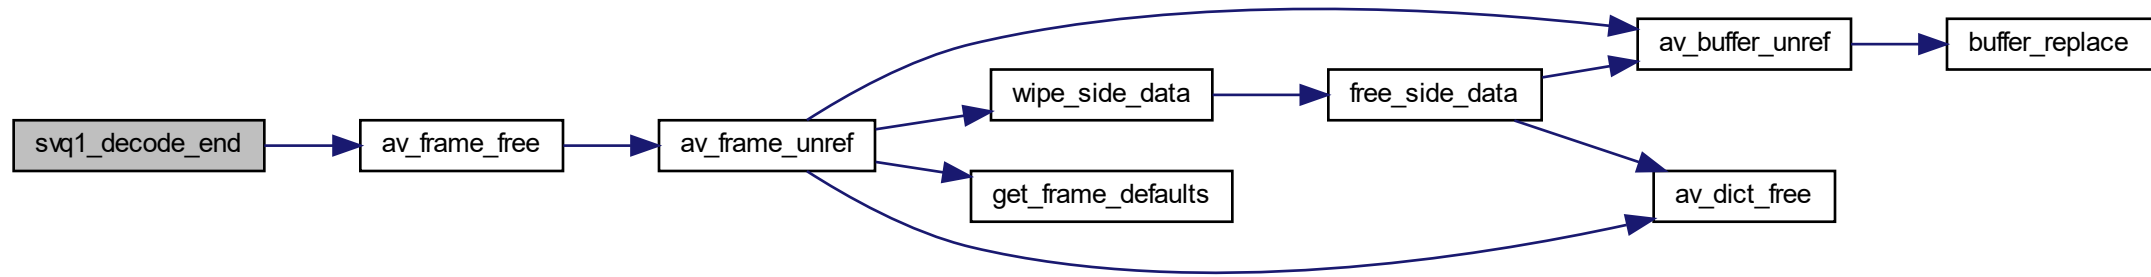 svq1_decode_end
av_frame_free
av_frame_unref
wipe_side_data
get_frame_defaults
free_side_data
av_buffer_unref
av_dict_free
buffer_replace